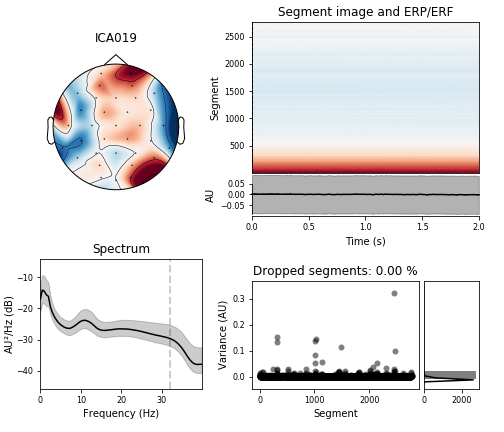 ICA019
Segment image and ERP/ERF
Segment
2500
2000
1500
1000
500
AU
0.05
0.00
−0.05
0.0
0.5
1.0
1.5
2.0
Time (s)
Spectrum
AU²/Hz (dB)
−10
−20
−30
−40
0
10
20
30
Frequency (Hz)
Dropped segments: 0.00 %
Variance (AU)
0.3
0.2
0.1
0.0
0
1000
2000
0
2000
Segment